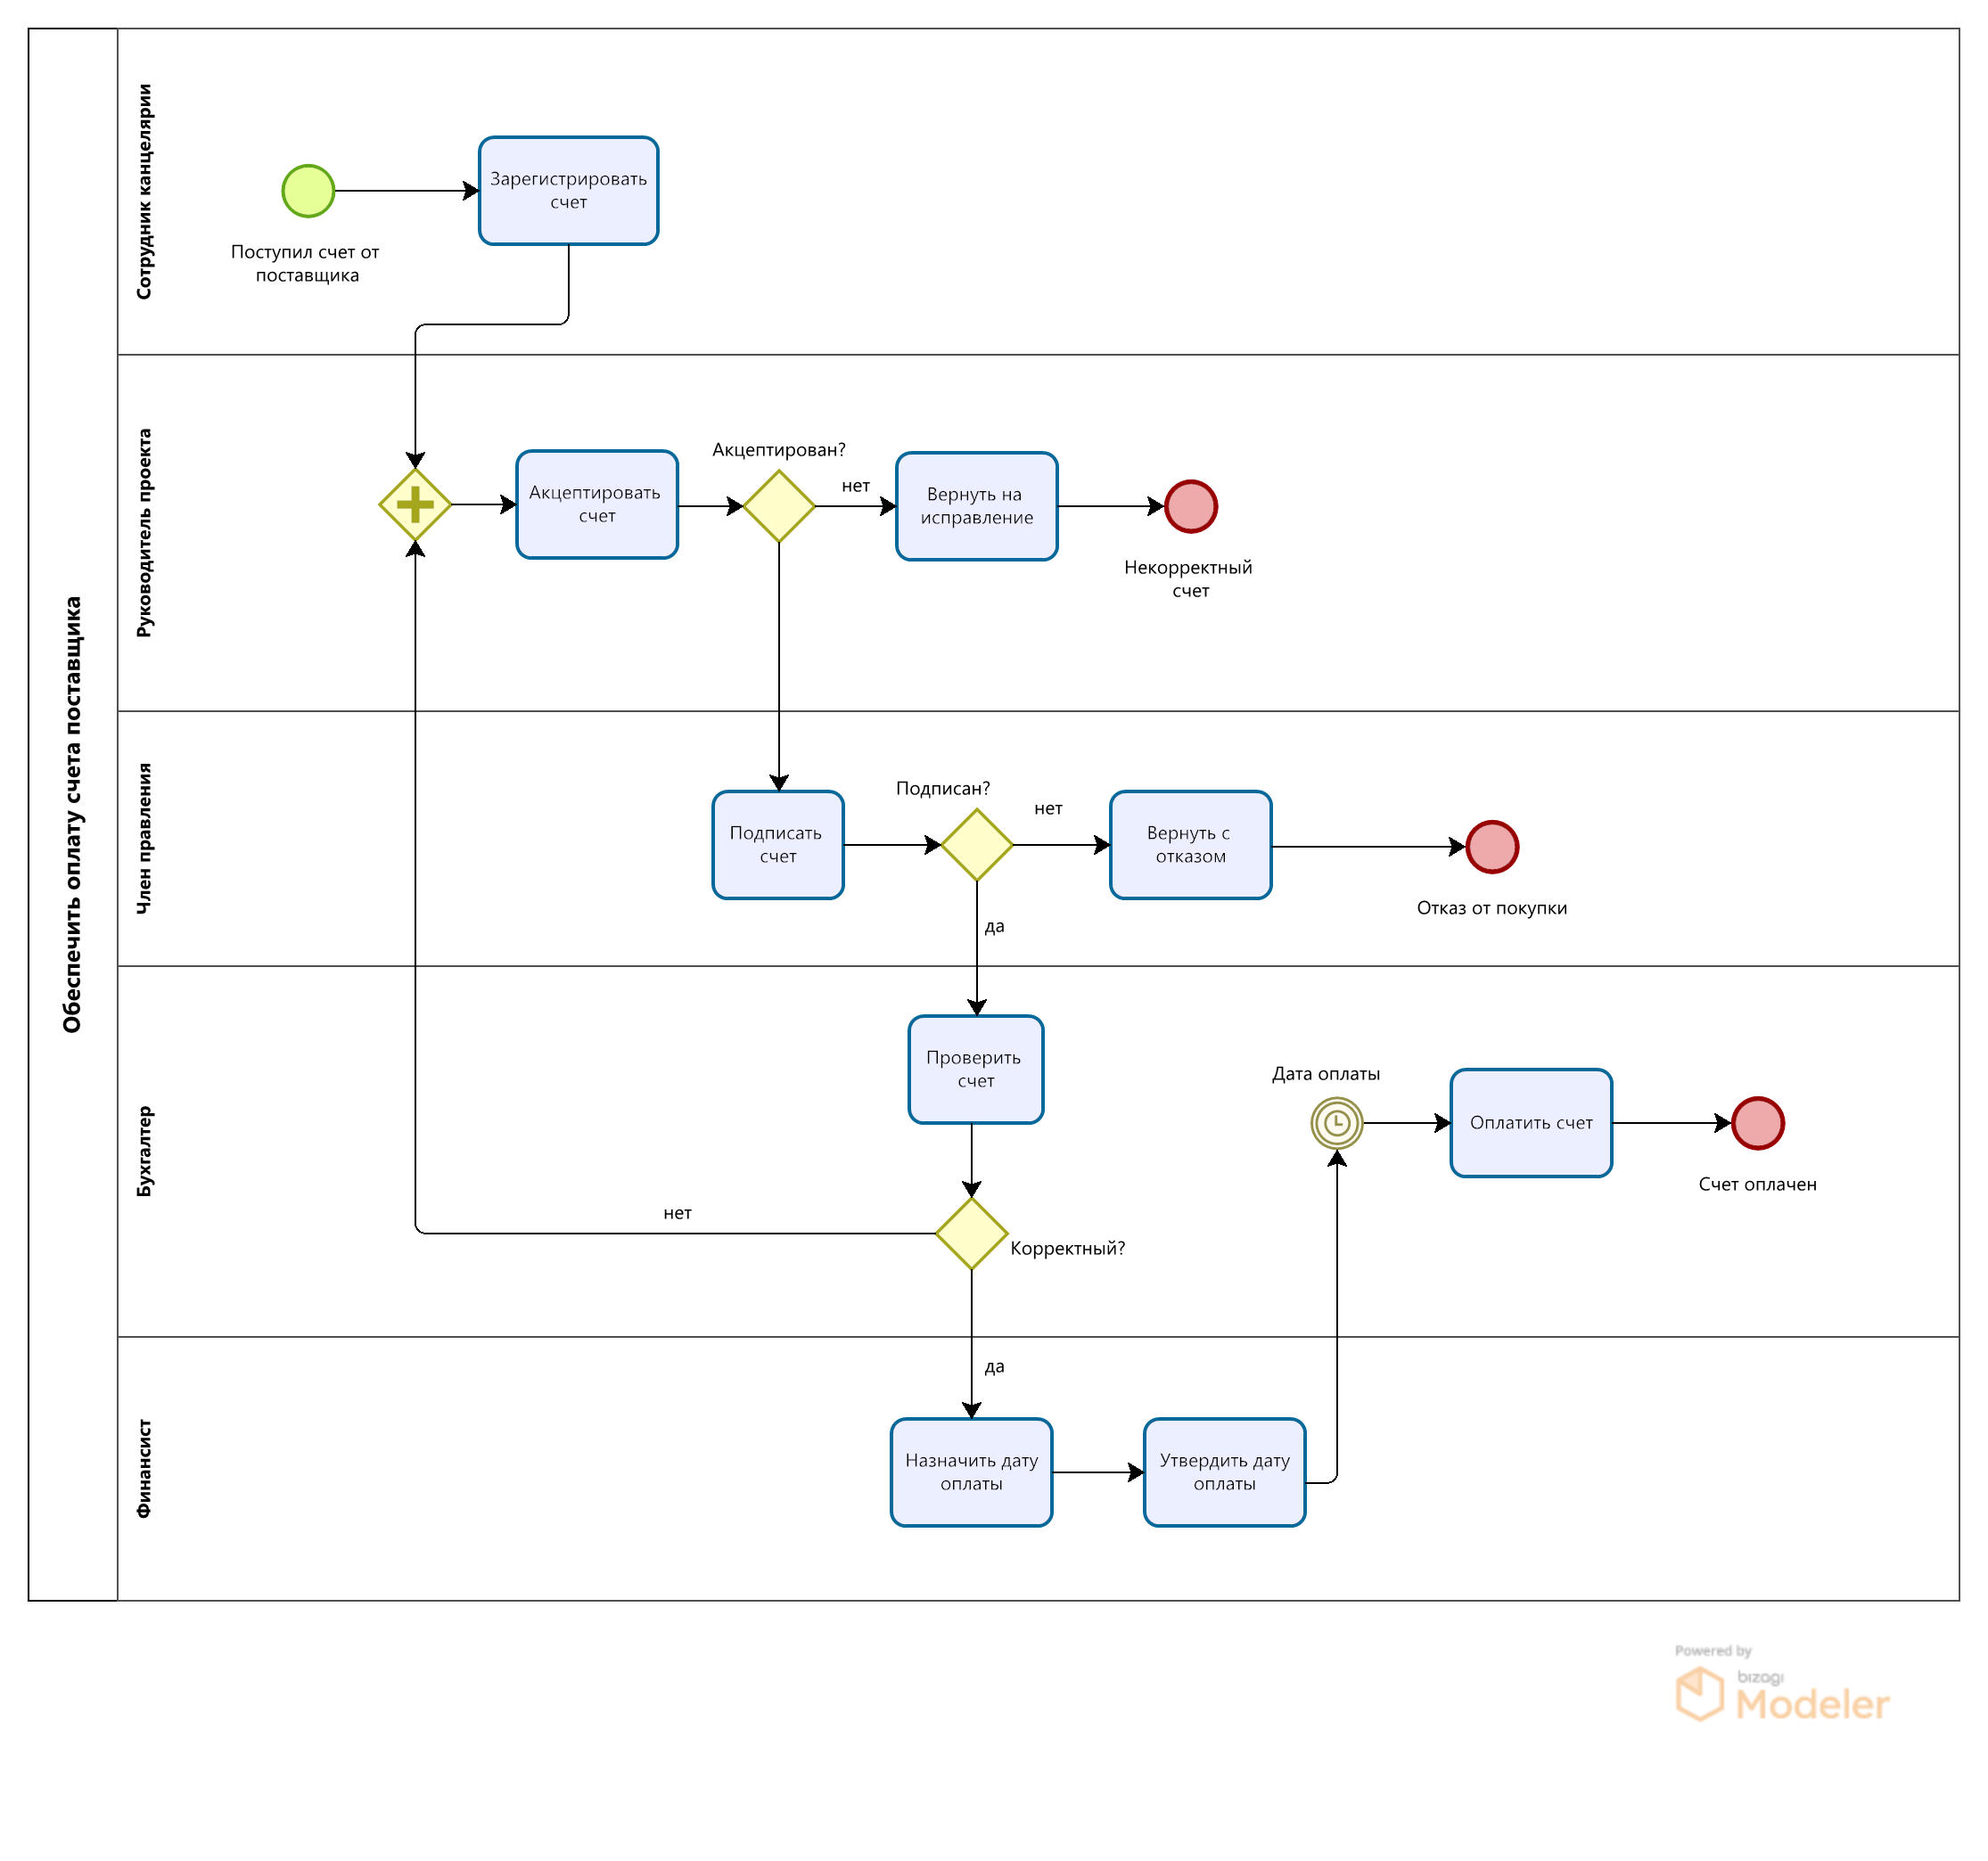 Обеспечить оплату счета поставщика
Сотрудник канцелярии
Поступил счет от
поставщика
Зарегистрировать
счет
Руководитель проекта
Акцептировать
счет
Акцептирован?
нет
Вернуть на
исправление
Некорректный
счет
Член правления
Подписать
счет
Подписан?
нет
Вернуть с
отказом
Отказ от покупки
да
Бухгалтер
Проверить
счет
Дата оплаты
Оплатить счет
Счет оплачен
нет
Корректный?
Финансист
да
Назначить дату
оплаты
Утвердить дату
оплаты
Powered by
bizagi
Modeler